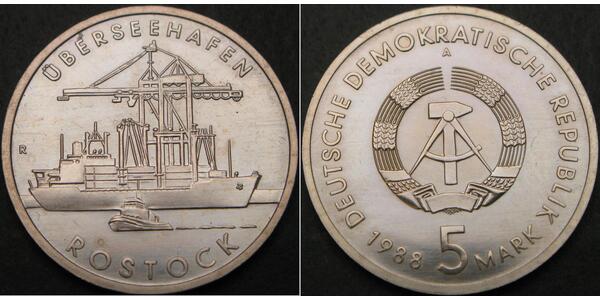 ÜBERSEEHAFEN
R
ROSTOCK
DEUTSCHE DEMOKRATISCHE REPUBLIK
A
1988 5 MARK